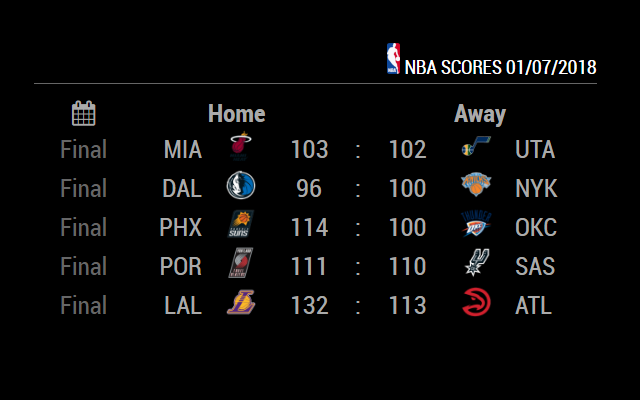 NBA SCORES 01/07/2018
Home Away
Final MIA 103 : 102 UTA
Final DAL 96 : 100 NYK
Final PHX 114 : 100 OKC
Final POR 111 : 110 SAS
Final LAL 132 : 113 ATL